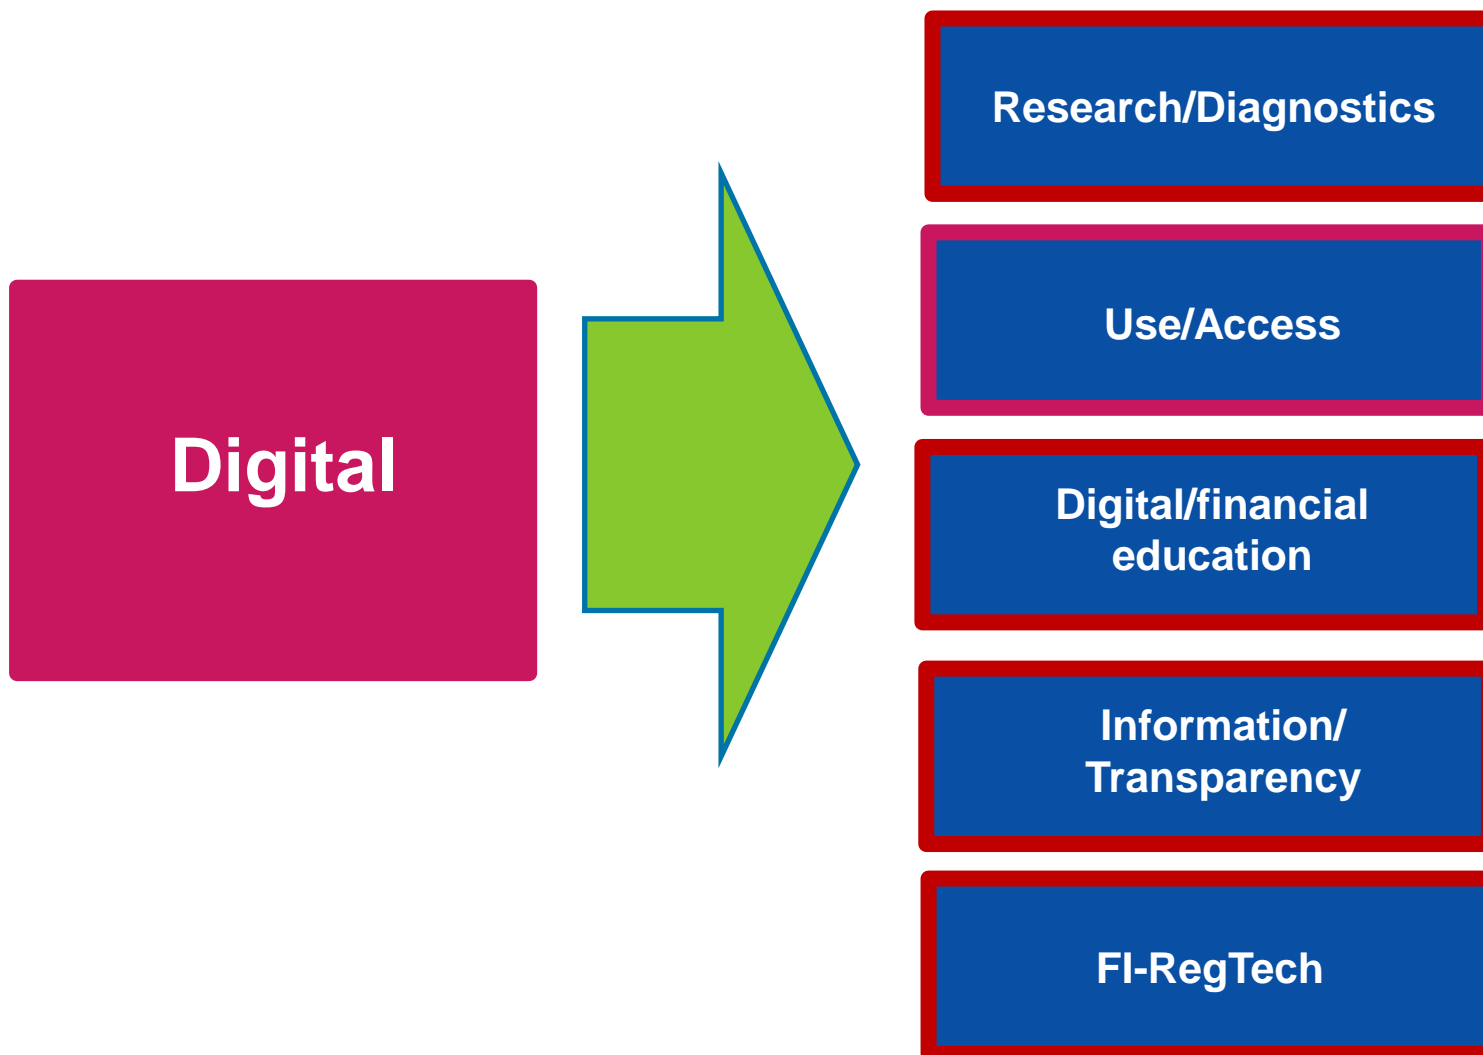 Digital
Research/Diagnostics
Use/Access
Digital/financial
education
Information/
Transparency
FI-RegTech